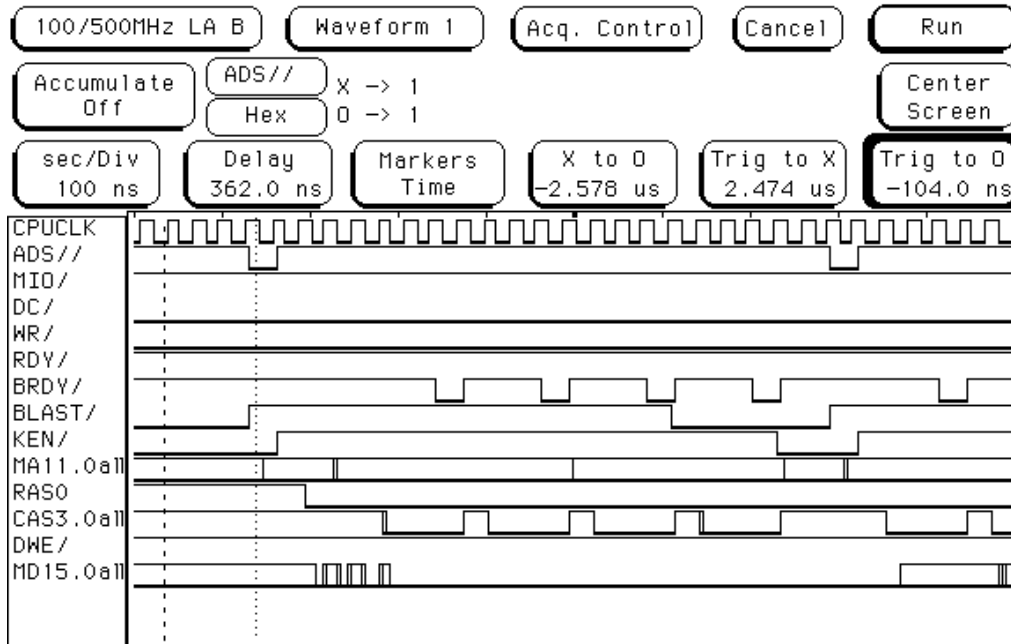 100/500MHz LA B Waveform 1 Acq. Control Cancel Run
Accumulate Off
ADS// X -> 1
Hex O -> 1
Center Screen
sec/Div 100 ns
Delay 362.0 ns
Markers Time
X to O -2.578 us
Trig to X 2.474 us
Trig to O -104.0 ns
CPUCLK
ADS//
MIO/
DC/
WR/
RDY/
BRDY/
BLAST/
KEN/
MA11.0all
RAS0
CAS3.0all
DWE/
MD15.0all